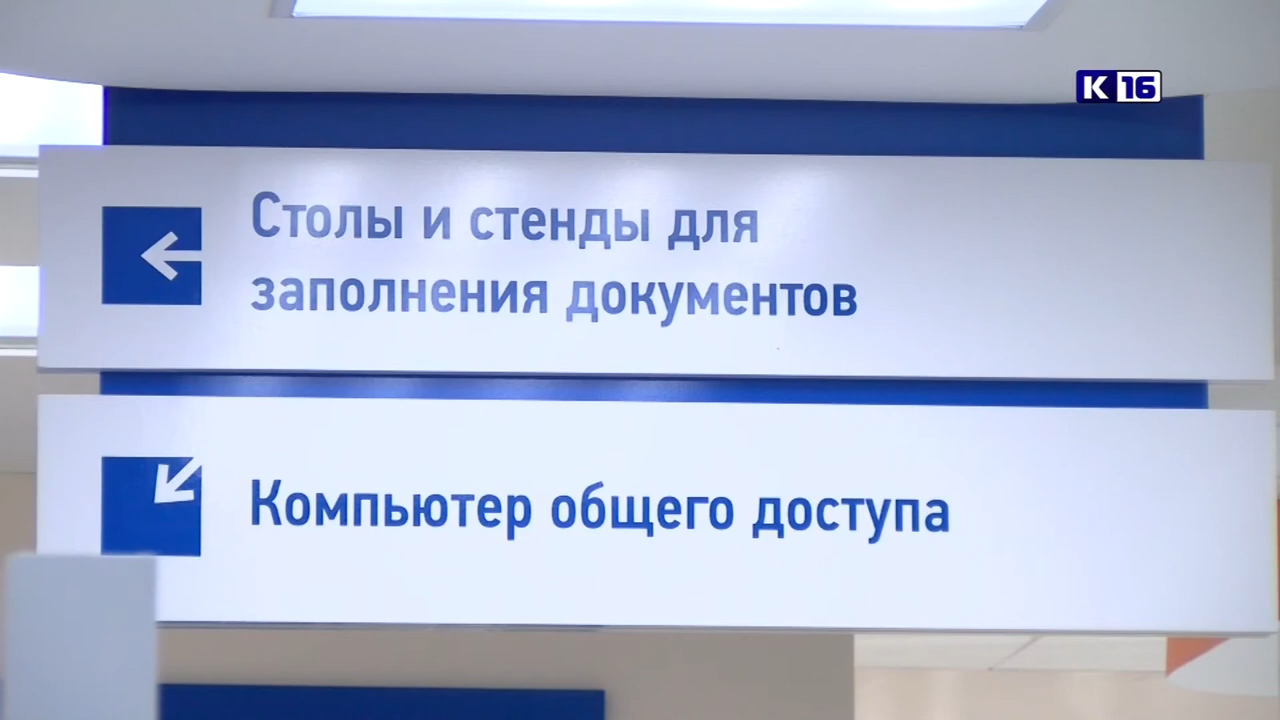 К 16
Столы и стенды для
заполнения документов
Компьютер общего доступа